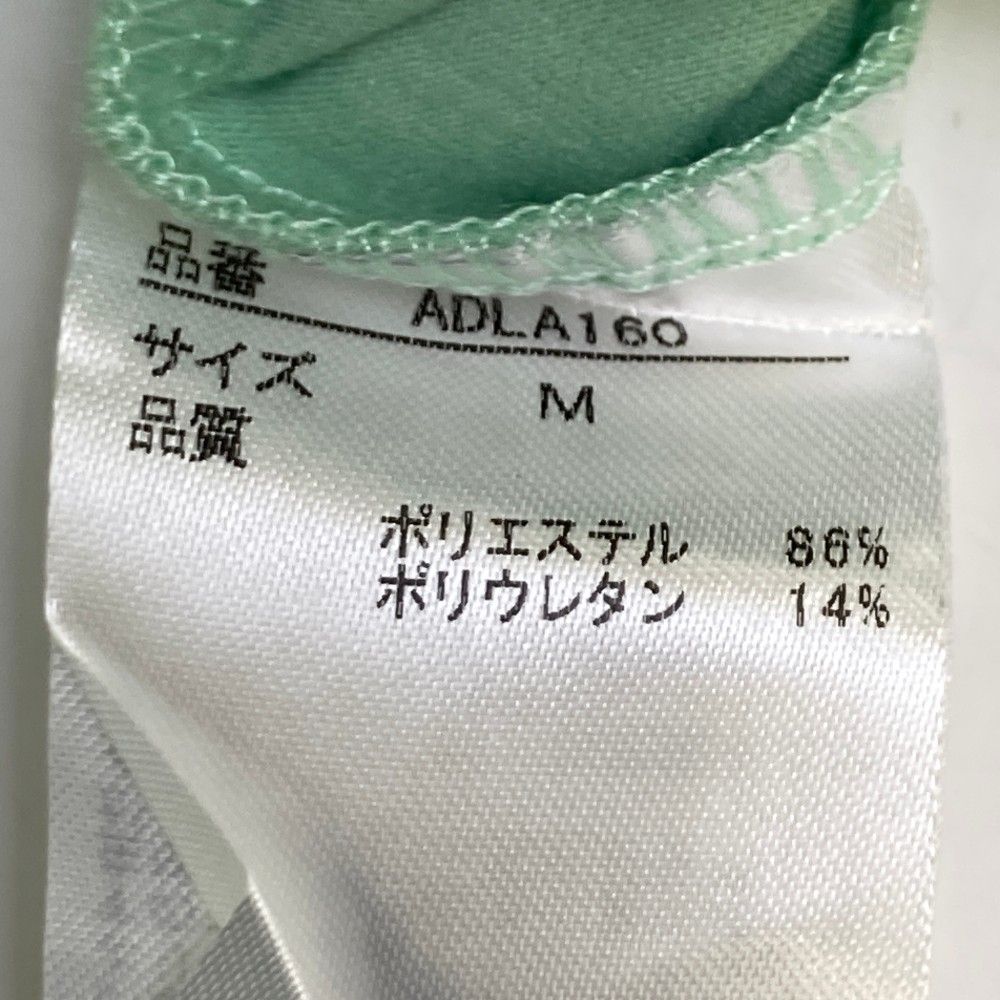 品番 ADLA160
サイズ M
品質
ポリエステル 86%
ポリウレタン 14%